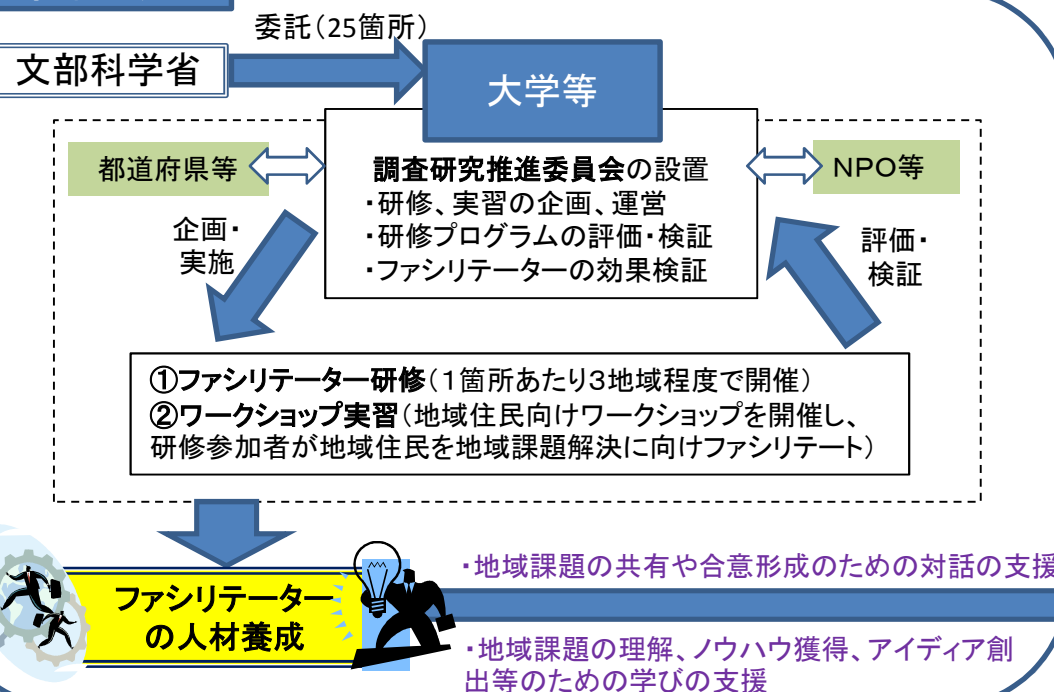 委託（25箇所）
文部科学省
大学等
都道府県等
調査研究推進委員会の設置
・研修、実習の企画、運営
・研修プログラムの評価・検証
・ファシリテーターの効果検証
NPO等
企画・
実施
評価・
検証
①ファシリテーター研修（１箇所あたり３地域程度で開催）
②ワークショップ実習（地域住民向けワークショップを開催し、
研修参加者が地域住民を地域課題解決に向けファシリテート）
ファシリテーター
の人材養成
・地域課題の共有や合意形成のための対話の支援
・地域課題の理解、ノウハウ獲得、アイディア創
出等のための学びの支援